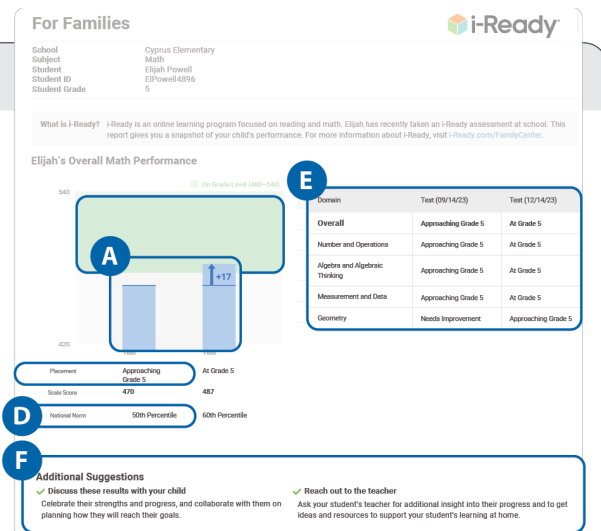 For Families
i-Ready
School Cyprus Elementary
Subject Math
Student Elijah Powell
Student ID ElPowell4896
Student Grade 5
What is i-Ready? i-Ready is an online learning program focused on reading and math. Elijah has recently taken an i-Ready assessment at school. This
report gives you a snapshot of your child's performance. For more information about i-Ready, visit i-Ready.com/FamilyCenter.
Elijah's Overall Math Performance
On Grade Level (480–540)
540
A
+17
420
Test Test
Placement Approaching Grade 5 At Grade 5
Scale Score 470 487
D
National Norm 50th Percentile 60th Percentile
E
Domain Test (09/14/23) Test (12/14/23)
Overall Approaching Grade 5 At Grade 5
Number and Operations Approaching Grade 5 At Grade 5
Algebra and Algebraic Thinking Approaching Grade 5 At Grade 5
Measurement and Data Approaching Grade 5 At Grade 5
Geometry Needs Improvement Approaching Grade 5
F
Additional Suggestions
Discuss these results with your child
Celebrate their strengths and progress, and collaborate with them on
planning how they will reach their goals.
Reach out to the teacher
Ask your student's teacher for additional insight into their progress and to get
ideas and resources to support your student's learning at home.